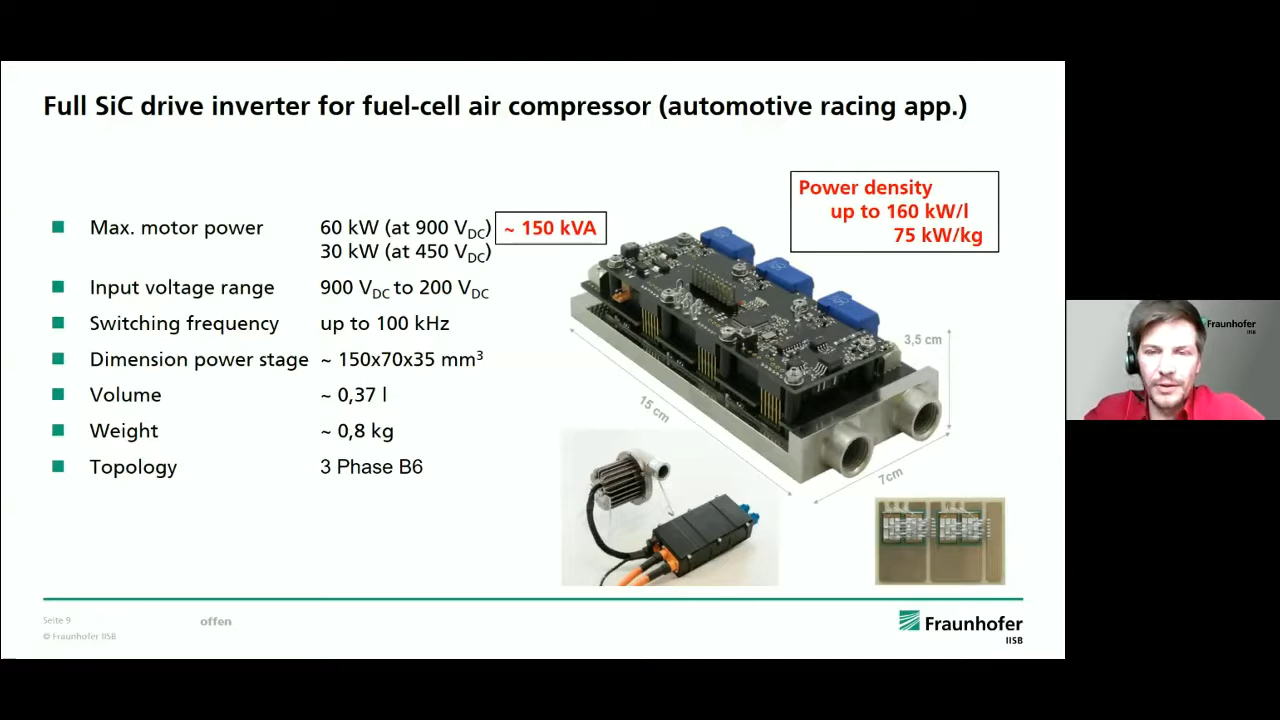 Full SiC drive inverter for fuel-cell air compressor (automotive racing app.)
Power density
up to 160 kW/l
75 kW/kg
Max. motor power 60 kW (at 900 VDC) ~ 150 kVA
30 kW (at 450 VDC)
Input voltage range 900 VDC to 200 VDC
Switching frequency up to 100 kHz
Dimension power stage ~ 150x70x35 mm³
Volume ~ 0,37 l
Weight ~ 0,8 kg
Topology 3 Phase B6
3,5 cm
15 cm
7cm
Seite 9
offen
© Fraunhofer IISB
Fraunhofer
IISB
Fraunhofer
IISB